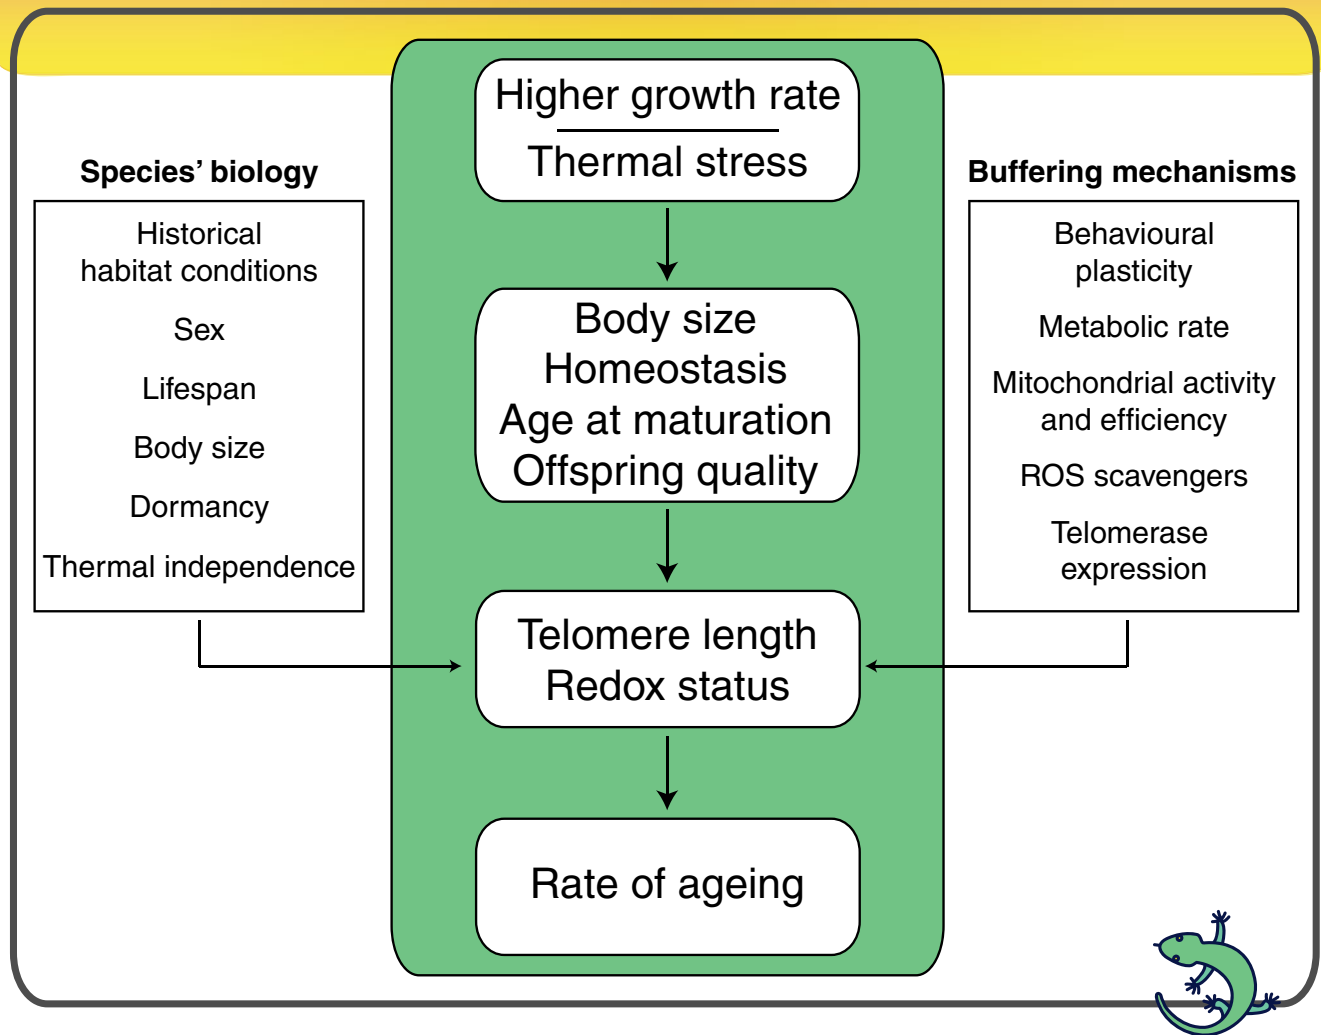 Higher growth rate
Thermal stress
Species’ biology
Historical
habitat conditions
Sex
Lifespan
Body size
Dormancy
Thermal independence
Body size
Homeostasis
Age at maturation
Offspring quality
Buffering mechanisms
Behavioural
plasticity
Metabolic rate
Mitochondrial activity
and efficiency
ROS scavengers
Telomerase
expression
Telomere length
Redox status
Rate of ageing